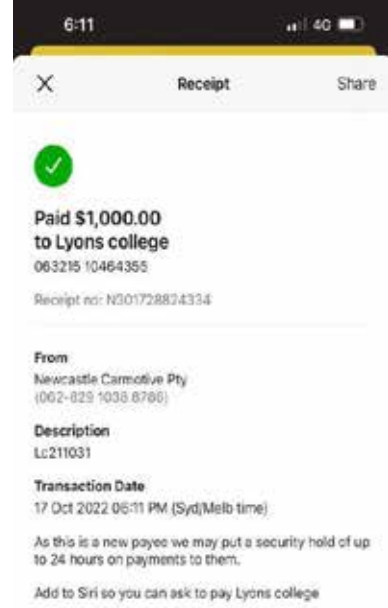 6:11
4G
Receipt
Share
Paid $1,000.00
to Lyons college
063215 10464355
Receipt no: N301728824334
From
Newcastle Carmotive Pty
(062-829 1038 8786)
Description
Lc211031
Transaction Date
17 Oct 2022 06:11 PM (Syd/Melb time)
As this is a new payee we may put a security hold of up
to 24 hours on payments to them.
Add to Siri so you can ask to pay Lyons college